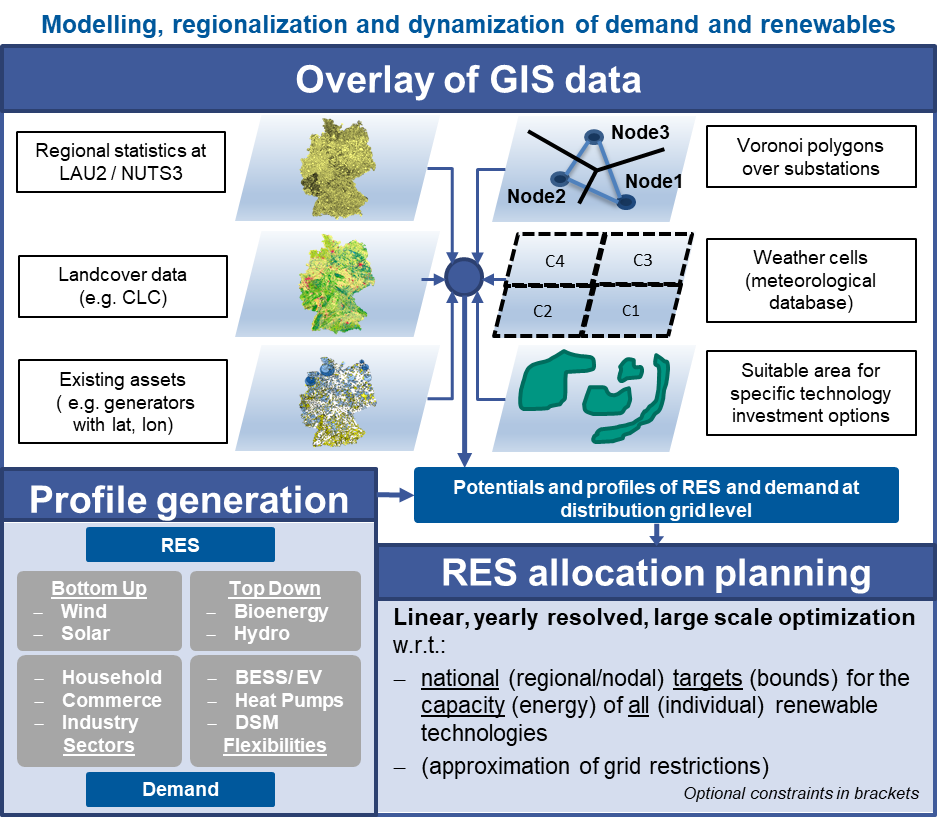 Modelling, regionalization and dynamization of demand and renewables
Overlay of GIS data
Regional statistics at
LAU2 / NUTS3
Node3
Node1
Node2
Voronoi polygons
over substations
Landcover data
(e.g. CLC)
C4
C3
C2
C1
Weather cells
(meteorological
database)
Existing assets
( e.g. generators
with lat, lon)
Suitable area for
specific technology
investment options
Potentials and profiles of RES and demand at
distribution grid level
Profile generation
RES
Bottom Up
– Wind
– Solar
Top Down
– Bioenergy
– Hydro
– Household
– Commerce
– Industry
Sectors
– BESS/ EV
– Heat Pumps
– DSM
Flexibilities
Demand
RES allocation planning
Linear, yearly resolved, large scale optimization
w.r.t.:
– national (regional/nodal) targets (bounds) for the
capacity (energy) of all (individual) renewable
technologies
– (approximation of grid restrictions)
Optional constraints in brackets